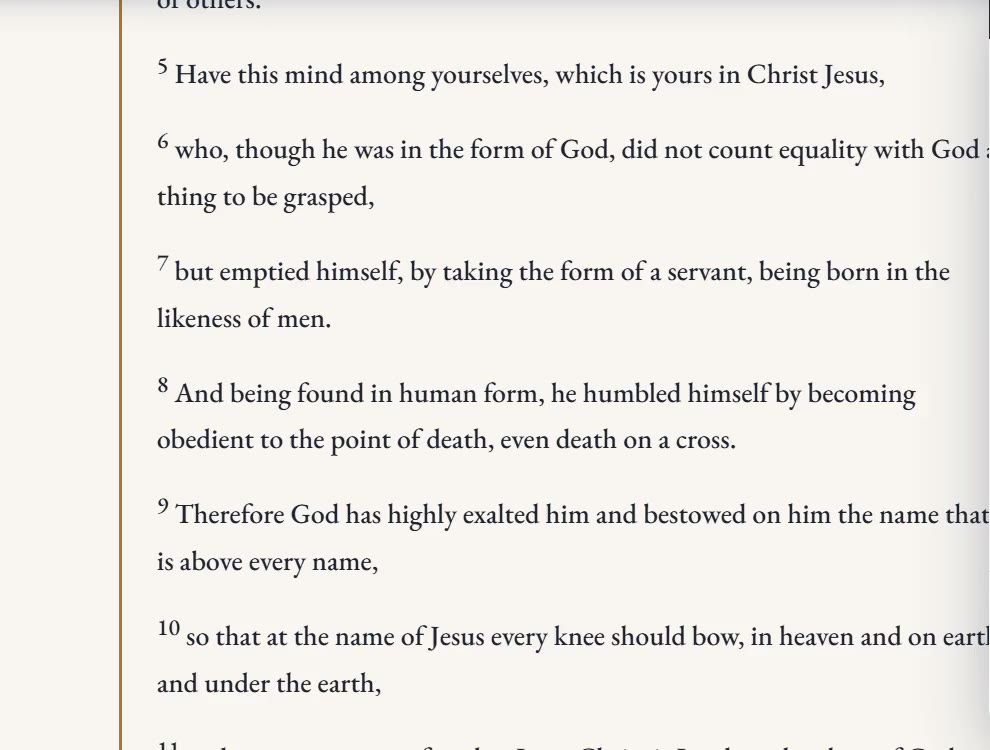 of others.
5 Have this mind among yourselves, which is yours in Christ Jesus,
6 who, though he was in the form of God, did not count equality with God a
thing to be grasped,
7 but emptied himself, by taking the form of a servant, being born in the
likeness of men.
8 And being found in human form, he humbled himself by becoming
obedient to the point of death, even death on a cross.
9 Therefore God has highly exalted him and bestowed on him the name that
is above every name,
10 so that at the name of Jesus every knee should bow, in heaven and on earth
and under the earth,